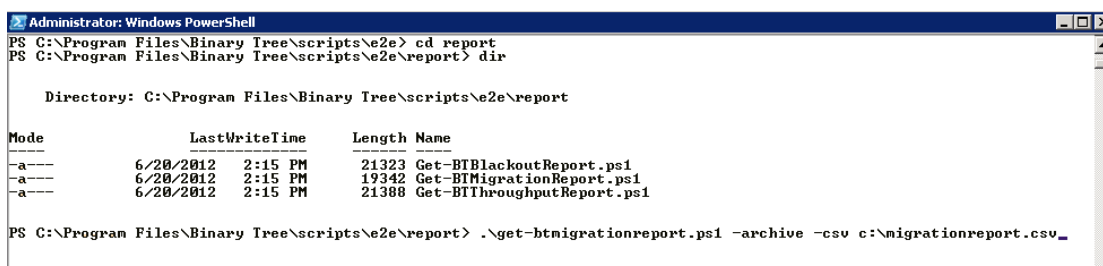 Administrator: Windows PowerShell
PS C:\Program Files\Binary Tree\scripts\e2e> cd report
PS C:\Program Files\Binary Tree\scripts\e2e\report> dir
Directory: C:\Program Files\Binary Tree\scripts\e2e\report
Mode LastWriteTime Length Name
---- ------------- ------ ----
-a--- 6/20/2012 2:15 PM 21323 Get-BTBlackoutReport.ps1
-a--- 6/20/2012 2:15 PM 19342 Get-BTMigrationReport.ps1
-a--- 6/20/2012 2:15 PM 21388 Get-BTThroughputReport.ps1
PS C:\Program Files\Binary Tree\scripts\e2e\report> .\get-btmigrationreport.ps1 -archive -csv c:\migrationreport.csv_